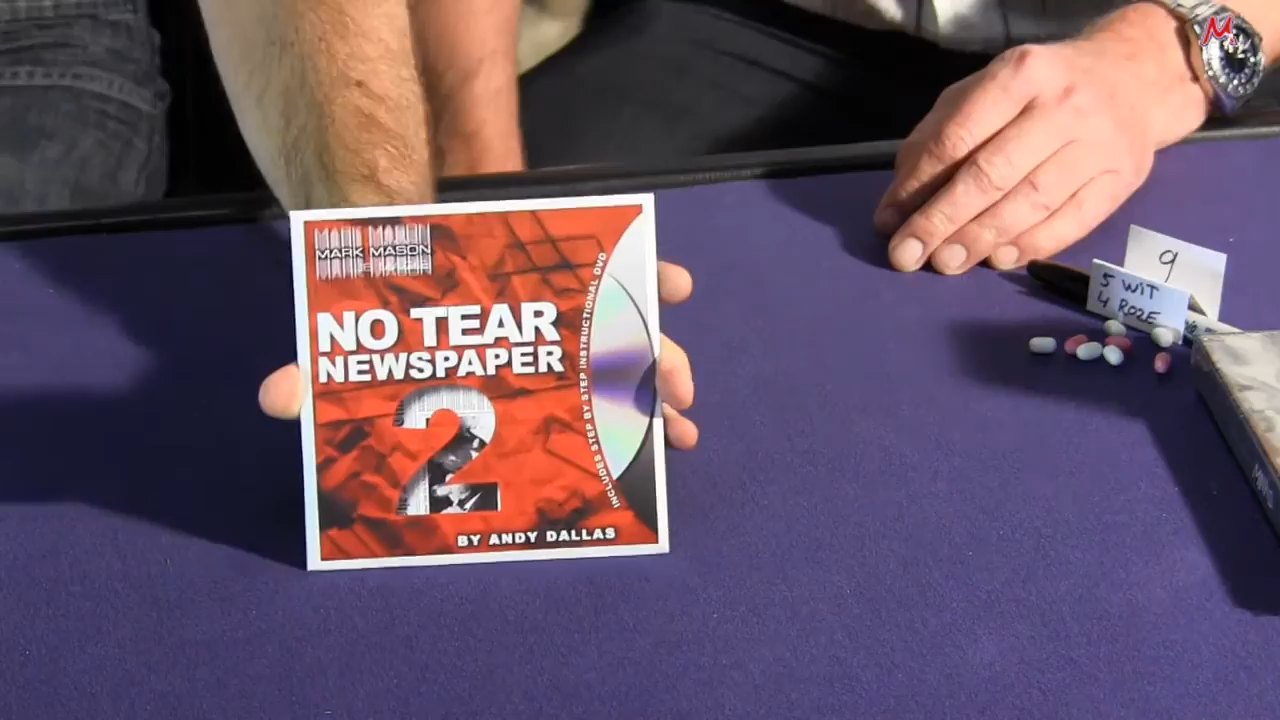 M
MARK MASON
NO TEAR
NEWSPAPER
2
BY ANDY DALLAS
INCLUDES STEP BY STEP INSTRUCTIONAL DVD
9
5 WIT
4 ROZE